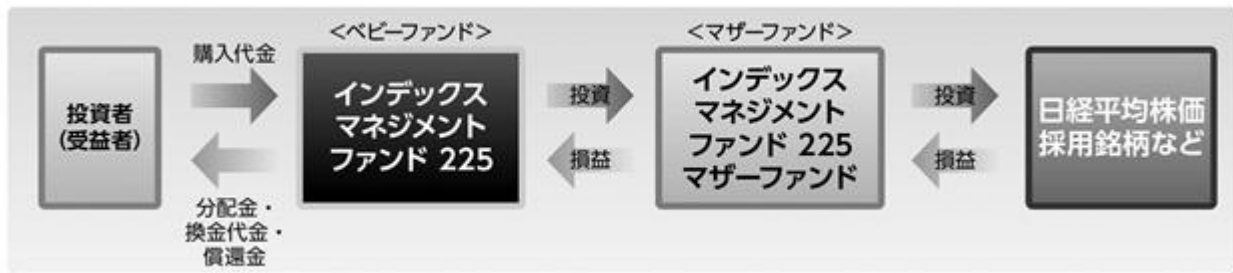 <ベビーファンド>
<マザーファンド>
購入代金
投資者
(受益者)
分配金・
換金代金・
償還金
インデックス
マネジメント
ファンド 225
投資
損益
インデックス
マネジメント
ファンド 225
マザーファンド
投資
損益
日経平均株価
採用銘柄など